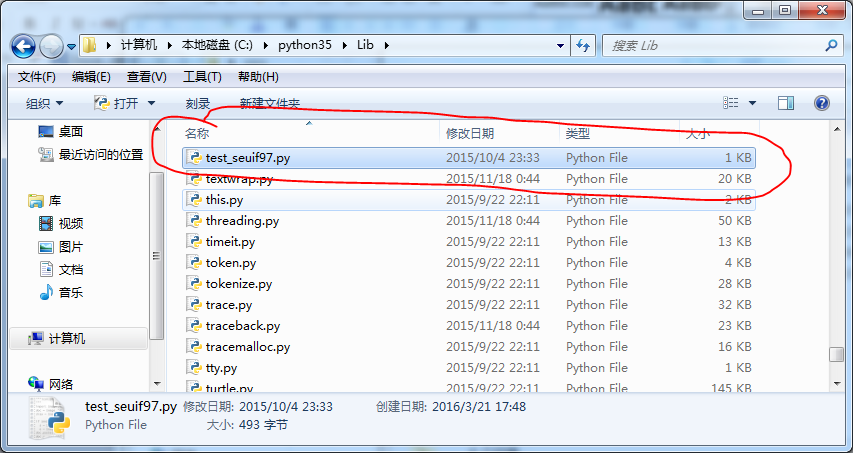 计算机 本地磁盘 (C:) python35 Lib 搜索 Lib
文件(F) 编辑(E) 查看(V) 工具(T) 帮助(H)
组织 打开 刻录 新建文件夹
名称 修改日期 类型 大小
桌面
最近访问的位置
库
视频
图片
文档
音乐
计算机
网络
test_seuif97.py 2015/10/4 23:33 Python File 1 KB
textwrap.py 2015/11/18 0:44 Python File 20 KB
this.py 2015/9/22 22:11 Python File 2 KB
threading.py 2015/11/18 0:44 Python File 50 KB
timeit.py 2015/9/22 22:11 Python File 13 KB
token.py 2015/9/22 22:11 Python File 4 KB
tokenize.py 2015/9/22 22:11 Python File 28 KB
trace.py 2015/9/22 22:11 Python File 32 KB
traceback.py 2015/11/18 0:44 Python File 23 KB
tracemalloc.py 2015/9/22 22:11 Python File 16 KB
tty.py 2015/9/22 22:11 Python File 1 KB
turtle.py 2015/9/22 22:11 Python File 145 KB
test_seuif97.py 修改日期: 2015/10/4 23:33 创建日期: 2016/3/21 17:48
Python File 大小: 493 字节